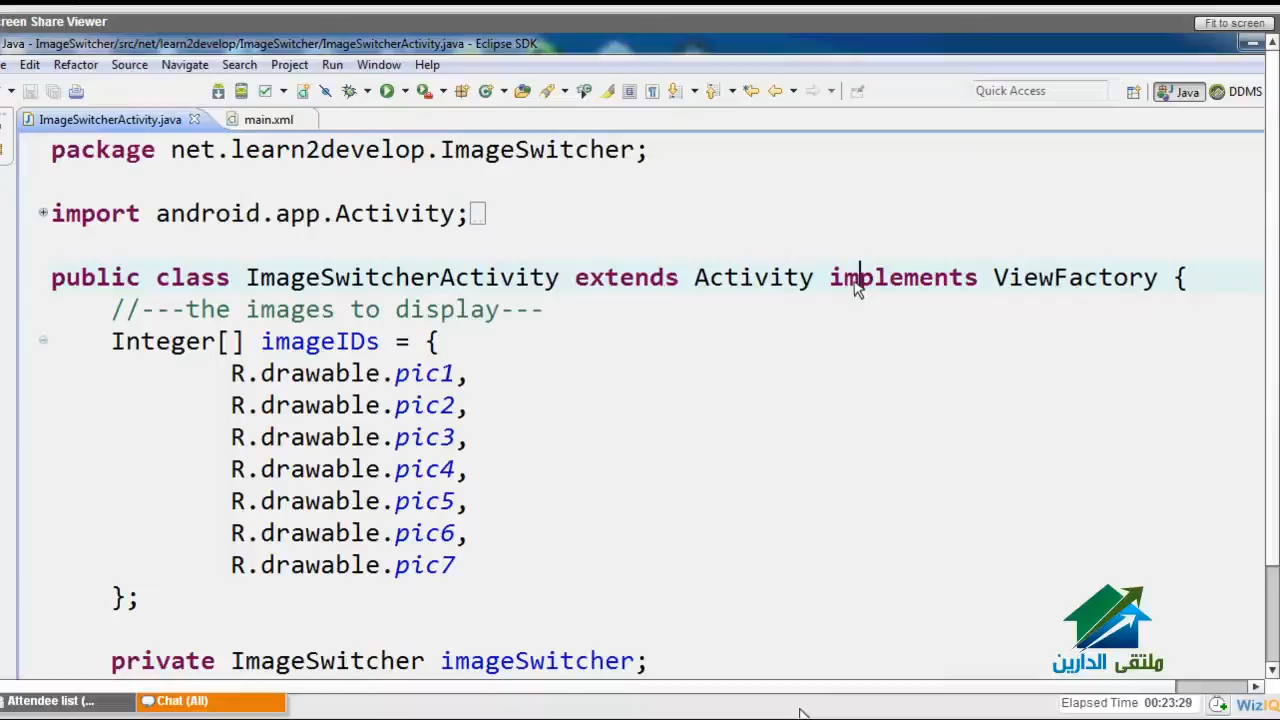 reen Share Viewer
Fit to screen
Java - ImageSwitcher/src/net/learn2develop/ImageSwitcher/ImageSwitcherActivity.java - Eclipse SDK
e Edit Refactor Source Navigate Search Project Run Window Help
Quick Access
Java
DDMS
ImageSwitcherActivity.java
main.xml
package net.learn2develop.ImageSwitcher;
import android.app.Activity;
public class ImageSwitcherActivity extends Activity implements ViewFactory {
//---the images to display---
Integer[] imageIDs = {
R.drawable.pic1,
R.drawable.pic2,
R.drawable.pic3,
R.drawable.pic4,
R.drawable.pic5,
R.drawable.pic6,
R.drawable.pic7
};
private ImageSwitcher imageSwitcher;
ملتقى الدارين
Attendee list (...
Chat (All)
Elapsed Time 00:23:29
WizIQ